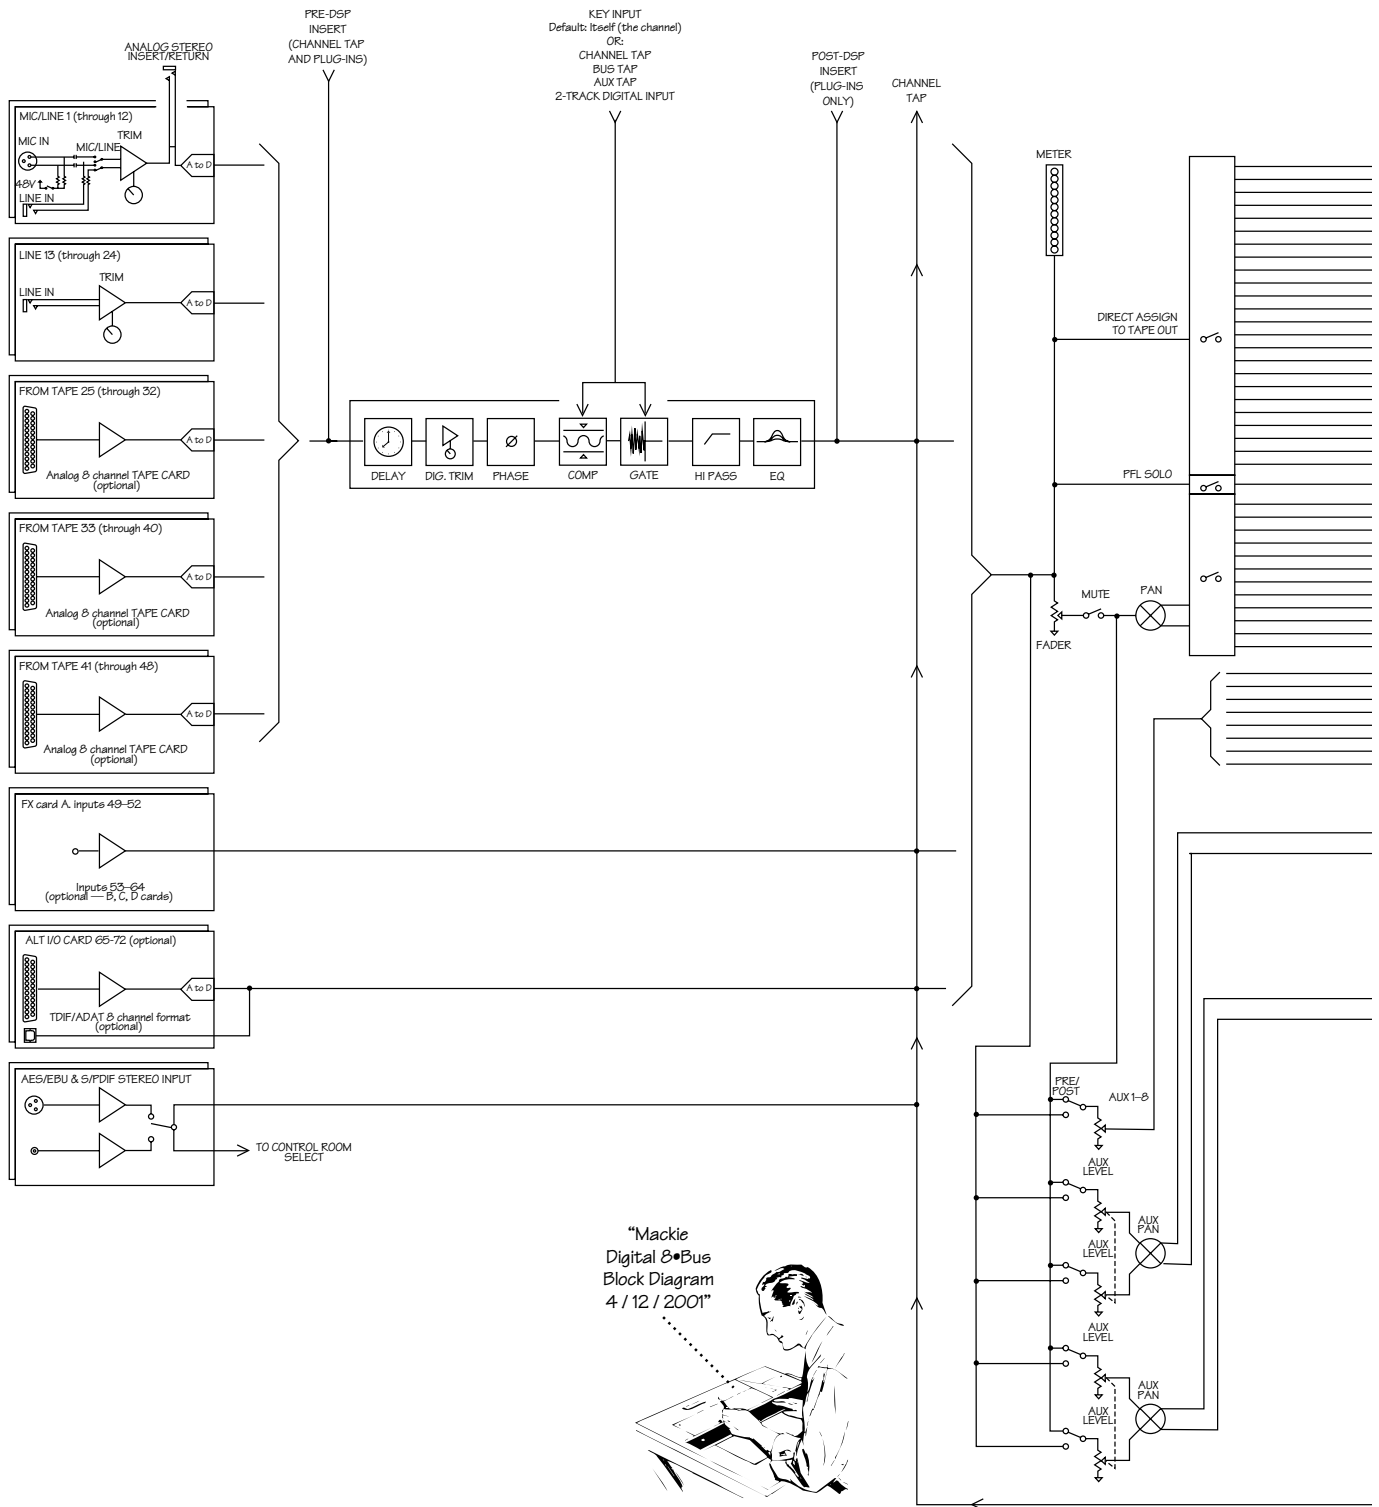 PRE-DSP
INSERT
(CHANNEL TAP
AND PLUG-INS)
KEY INPUT
Default: Itself (the channel)
OR:
CHANNEL TAP
BUS TAP
AUX TAP
2-TRACK DIGITAL INPUT
POST-DSP
INSERT
(PLUG-INS
ONLY)
CHANNEL
TAP
ANALOG STEREO
INSERT/RETURN
MIC/LINE 1 (through 12)
MIC IN
MIC/LINE
TRIM
48V
LINE IN
A to D
METER
LINE 13 (through 24)
TRIM
LINE IN
A to D
DIRECT ASSIGN
TO TAPE OUT
FROM TAPE 25 (through 32)
A to D
Analog 8 channel TAPE CARD
(optional)
DELAY
DIG. TRIM
PHASE
COMP
GATE
HI PASS
EQ
PFL SOLO
FROM TAPE 33 (through 40)
A to D
Analog 8 channel TAPE CARD
(optional)
MUTE
PAN
FADER
FROM TAPE 41 (through 48)
A to D
Analog 8 channel TAPE CARD
(optional)
FX card A. inputs 49–52
Inputs 53–64
(optional — B, C, D cards)
ALT I/O CARD 65-72 (optional)
A to D
TDIF/ADAT 8 channel format
(optional)
AES/EBU & S/PDIF STEREO INPUT
TO CONTROL ROOM
SELECT
PRE/
POST
AUX 1–8
AUX
LEVEL
AUX
PAN
AUX
LEVEL
AUX
LEVEL
AUX
PAN
AUX
LEVEL
“Mackie
Digital 8•Bus
Block Diagram
4 / 12 / 2001”